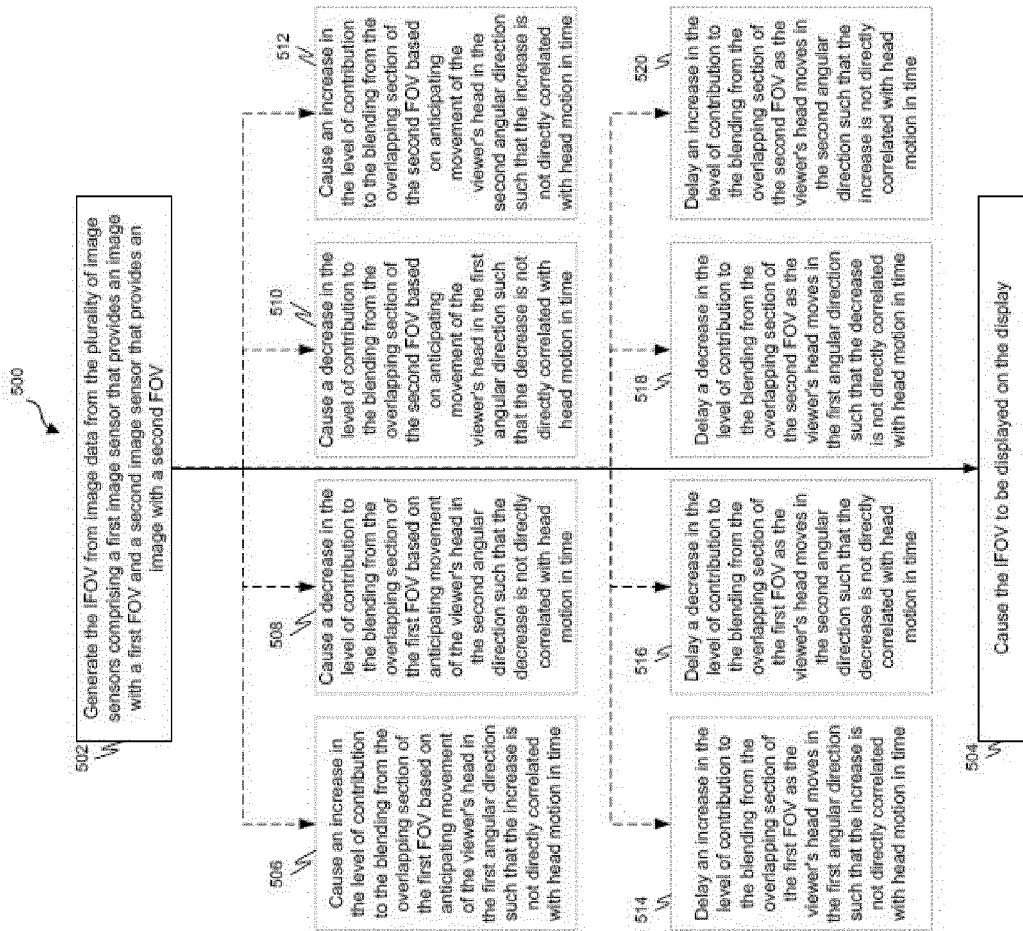 500
502
Generate the IFOV from image data from the plurality of image
sensors comprising a first image sensor that provides an image
with a first FOV and a second image sensor that provides an
image with a second FOV
506
Cause an increase in
the level of contribution
to the blending from the
overlapping section of
the first FOV based on
anticipating movement
of the viewer's head in
the first angular direction
such that the increase is
not directly correlated
with head motion in time
508
Cause a decrease in the
level of contribution to
the blending from the
overlapping section of
the first FOV based on
anticipating movement
of the viewer's head in
the second angular
direction such that the
decrease is not directly
correlated with head
motion in time
510
Cause a decrease in the
level of contribution to
the blending from the
overlapping section of
the second FOV based
on anticipating
movement of the
viewer's head in the first
angular direction such
that the decrease is not
directly correlated with
head motion in time
512
Cause an increase in
the level of contribution
to the blending from the
overlapping section of
the second FOV based
on anticipating
movement of the
viewer's head in the
second angular direction
such that the increase is
not directly correlated
with head motion in time
514
Delay an increase in the
level of contribution to
the blending from the
overlapping section of
the first FOV as the
viewer's head moves in
the first angular direction
such that the increase is
not directly correlated
with head motion in time
516
Delay a decrease in the
level of contribution to
the blending from the
overlapping section of
the first FOV as the
viewer's head moves in
the second angular
direction such that the
decrease is not directly
correlated with head
motion in time
518
Delay a decrease in the
level of contribution to
the blending from the
overlapping section of
the second FOV as the
viewer's head moves in
the first angular direction
such that the decrease
is not directly correlated
with head motion in time
520
Delay an increase in the
level of contribution to
the blending from the
overlapping section of
the second FOV as the
viewer's head moves in
the second angular
direction such that the
increase is not directly
correlated with head
motion in time
504
Cause the IFOV to be displayed on the display